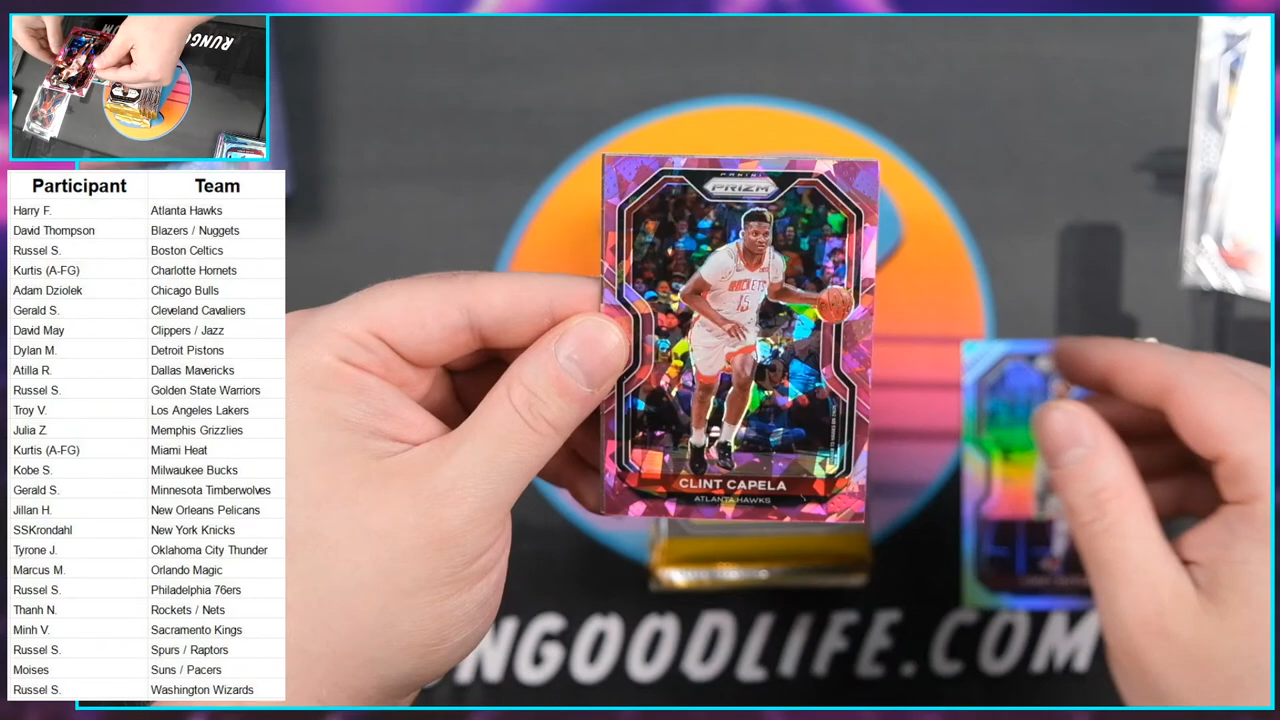 RUNGOOD
.COM
Participant Team
Harry F. Atlanta Hawks
David Thompson Blazers / Nuggets
Russel S. Boston Celtics
Kurtis (A-FG) Charlotte Hornets
Adam Dziolek Chicago Bulls
Gerald S. Cleveland Cavaliers
David May Clippers / Jazz
Dylan M. Detroit Pistons
Atilla R. Dallas Mavericks
Russel S. Golden State Warriors
Troy V. Los Angeles Lakers
Julia Z. Memphis Grizzlies
Kurtis (A-FG) Miami Heat
Kobe S. Milwaukee Bucks
Gerald S. Minnesota Timberwolves
Jillan H. New Orleans Pelicans
SSKrondahl New York Knicks
Tyrone J. Oklahoma City Thunder
Marcus M. Orlando Magic
Russel S. Philadelphia 76ers
Thanh N. Rockets / Nets
Minh V. Sacramento Kings
Russel S. Spurs / Raptors
Moises Suns / Pacers
Russel S. Washington Wizards
PANINI
PRIZM
ROCKETS
15
CLINT CAPELA
ATLANTA HAWKS
NGOODLIFE.COM